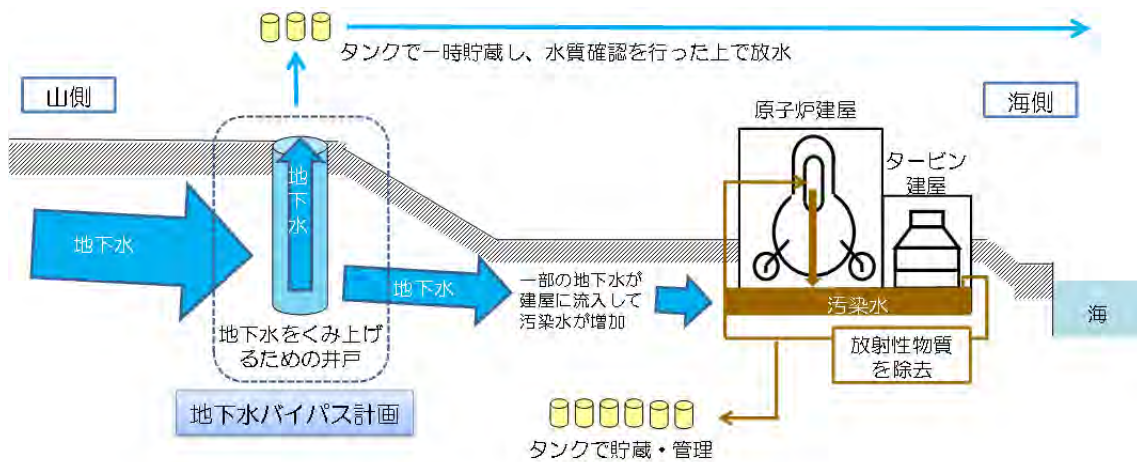 タンクで一時貯蔵し、水質確認を行った上で放水
山側
海側
原子炉建屋
タービン
建屋
地下水
地下水
地下水
一部の地下水が
建屋に流入して
汚染水が増加
汚染水
海
地下水をくみ上げ
るための井戸
放射性物質
を除去
地下水バイパス計画
タンクで貯蔵・管理